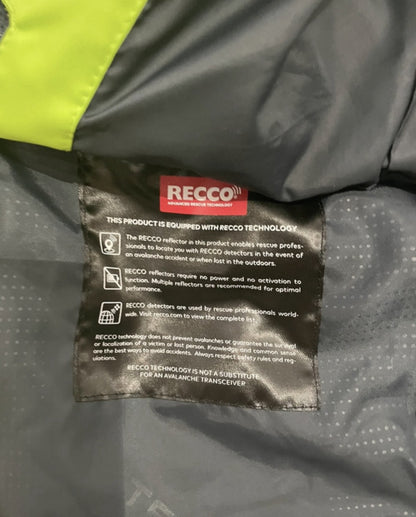 RECCO
ADVANCED RESCUE TECHNOLOGY
THIS PRODUCT IS EQUIPPED WITH RECCO TECHNOLOGY
The RECCO reflector in this product enables rescue profes-
sionals to locate you with RECCO detectors in the event of
an avalanche accident or when lost in the outdoors.
RECCO reflectors require no power and no activation to
function. Multiple reflectors are recommended for optimal
performance.
RECCO detectors are used by rescue professionals world-
wide. Visit recco.com to view the complete list.
RECCO technology does not prevent avalanches or guarantee the survival
or localization of a victim or lost person. Knowledge and common sense
are the best ways to avoid accidents. Always respect safety rules and reg-
ulations.
RECCO TECHNOLOGY IS NOT A SUBSTITUTE
FOR AN AVALANCHE TRANSCEIVER